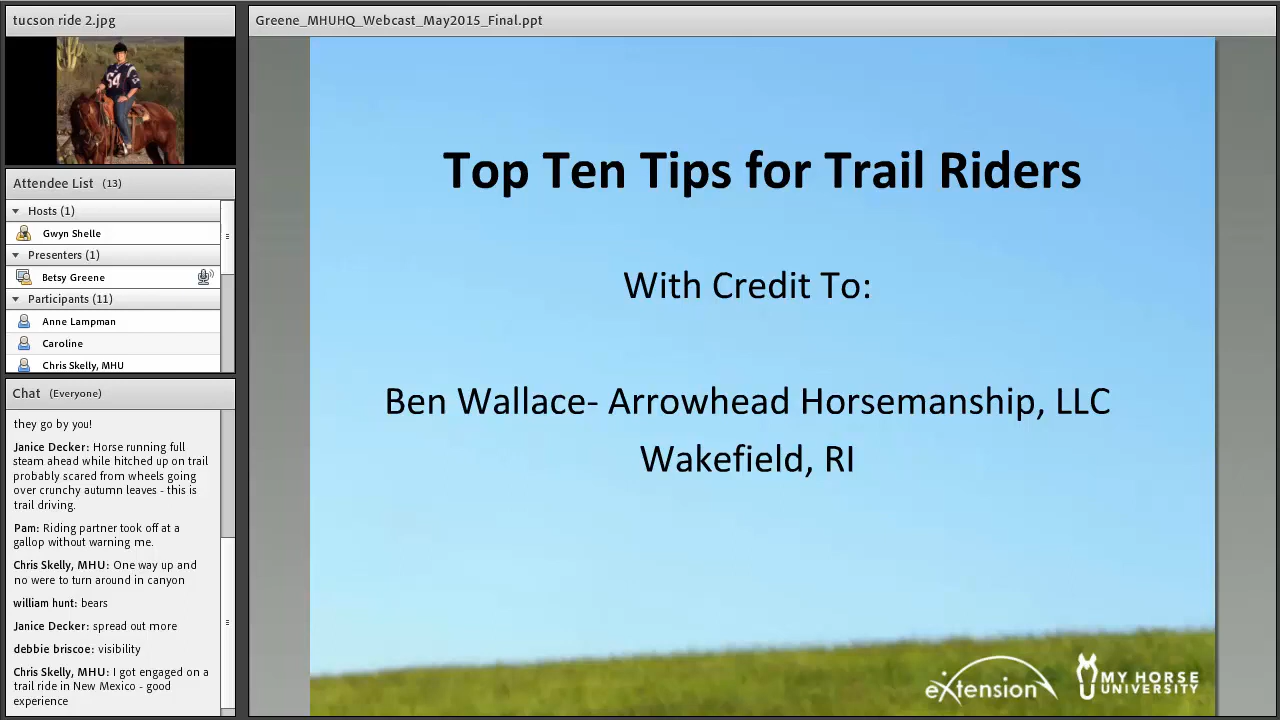 tucson ride 2.jpg
Greene_MHUHQ_Webcast_May2015_Final.ppt
54
Attendee List (13)
Hosts (1)
Gwyn Shelle
Presenters (1)
Betsy Greene
Participants (11)
Anne Lampman
Caroline
Chris Skelly, MHU
Chat (Everyone)
they go by you!
Janice Decker: Horse running full
steam ahead while hitched up on trail
probably scared from wheels going
over crunchy autumn leaves - this is
trail driving.
Pam: Riding partner took off at a
gallop without warning me.
Chris Skelly, MHU: One way up and
no were to turn around in canyon
william hunt: bears
Janice Decker: spread out more
debbie briscoe: visibility
Chris Skelly, MHU: I got engaged on a
trail ride in New Mexico - good
experience
Top Ten Tips for Trail Riders
With Credit To:
Ben Wallace- Arrowhead Horsemanship, LLC
Wakefield, RI
eXtension
MY HORSE
UNIVERSITY